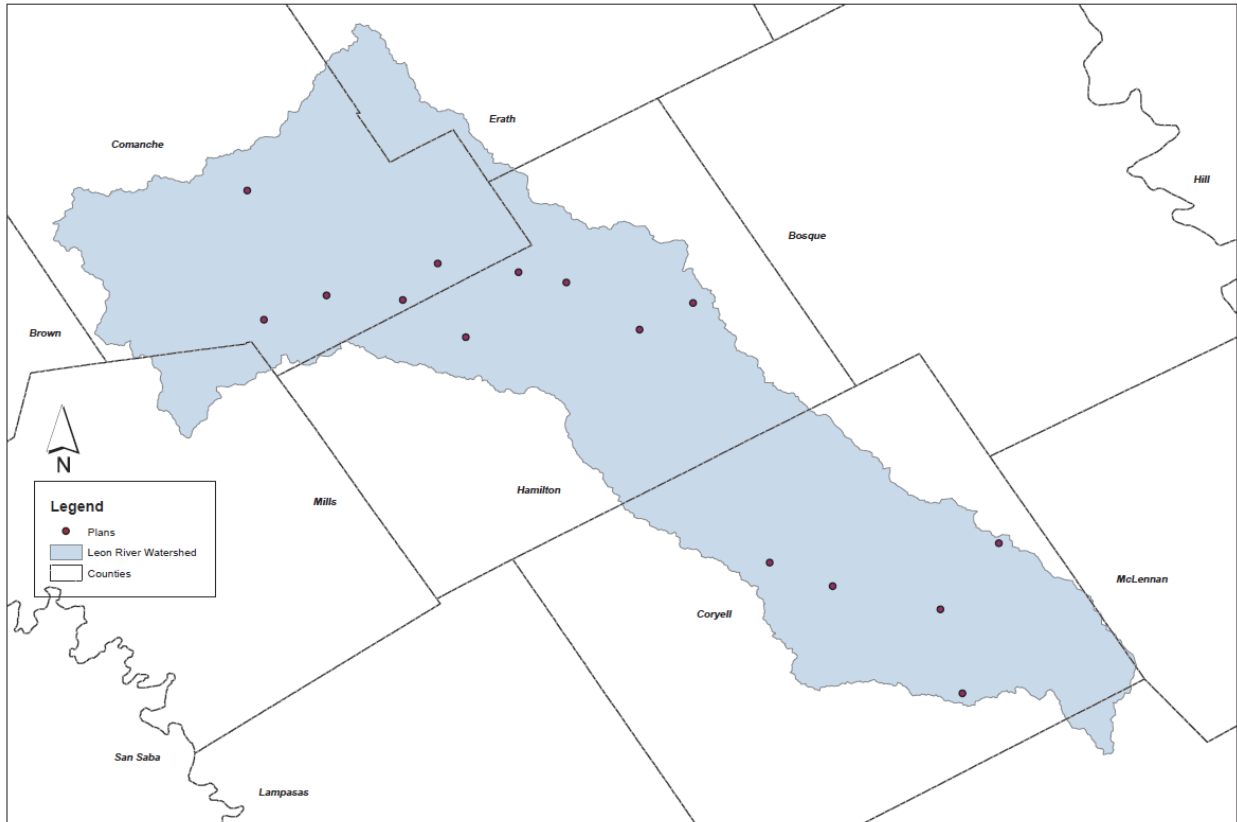 Erath
Comanche
Hill
Bosque
Brown
N
Hamilton
Mills
Legend
Plans
Leon River Watershed
Counties
McLennan
Coryell
San Saba
Lampasas